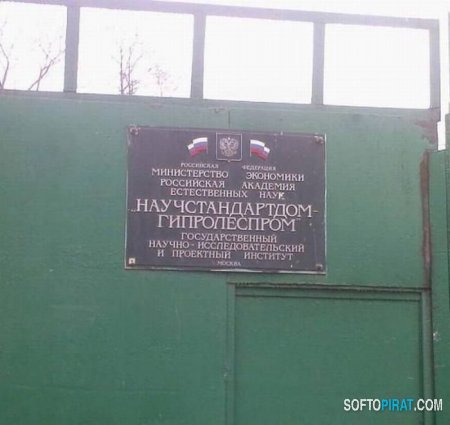 РОССИЙСКАЯ ФЕДЕРАЦИЯ
МИНИСТЕРСТВО ЭКОНОМИКИ
РОССИЙСКАЯ АКАДЕМИЯ
ЕСТЕСТВЕННЫХ НАУК
„НАУЧСТАНДАРТДОМ-
ГИПРОЛЕСПРОМ"
ГОСУДАРСТВЕННЫЙ
НАУЧНО-ИССЛЕДОВАТЕЛЬСКИЙ
И ПРОЕКТНЫЙ ИНСТИТУТ
г. МОСКВА
SOFTOPIRAT.COM